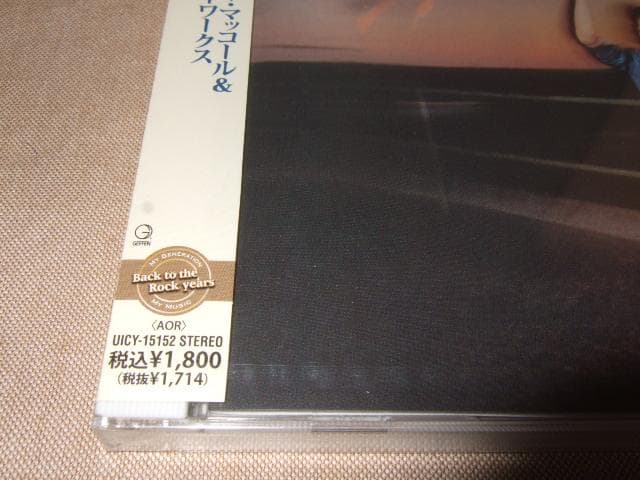 ・マッコール&
ワークス
G
GEFFEN
MY GENERATION
Back to the
Rock years
MY MUSIC
〈AOR〉
UICY-15152 STEREO
税込¥1,800
(税抜¥1,714)